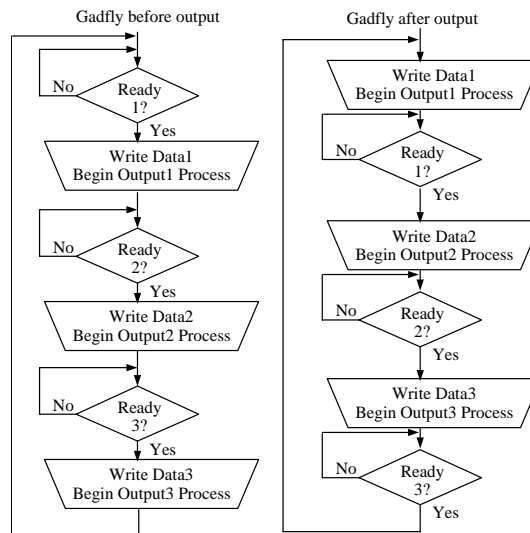 Gadfly before output
No
Ready
1?
Yes
Write Data1
Begin Output1 Process
No
Ready
2?
Yes
Write Data2
Begin Output2 Process
No
Ready
3?
Yes
Write Data3
Begin Output3 Process
Gadfly after output
Write Data1
Begin Output1 Process
No
Ready
1?
Yes
Write Data2
Begin Output2 Process
No
Ready
2?
Yes
Write Data3
Begin Output3 Process
No
Ready
3?
Yes